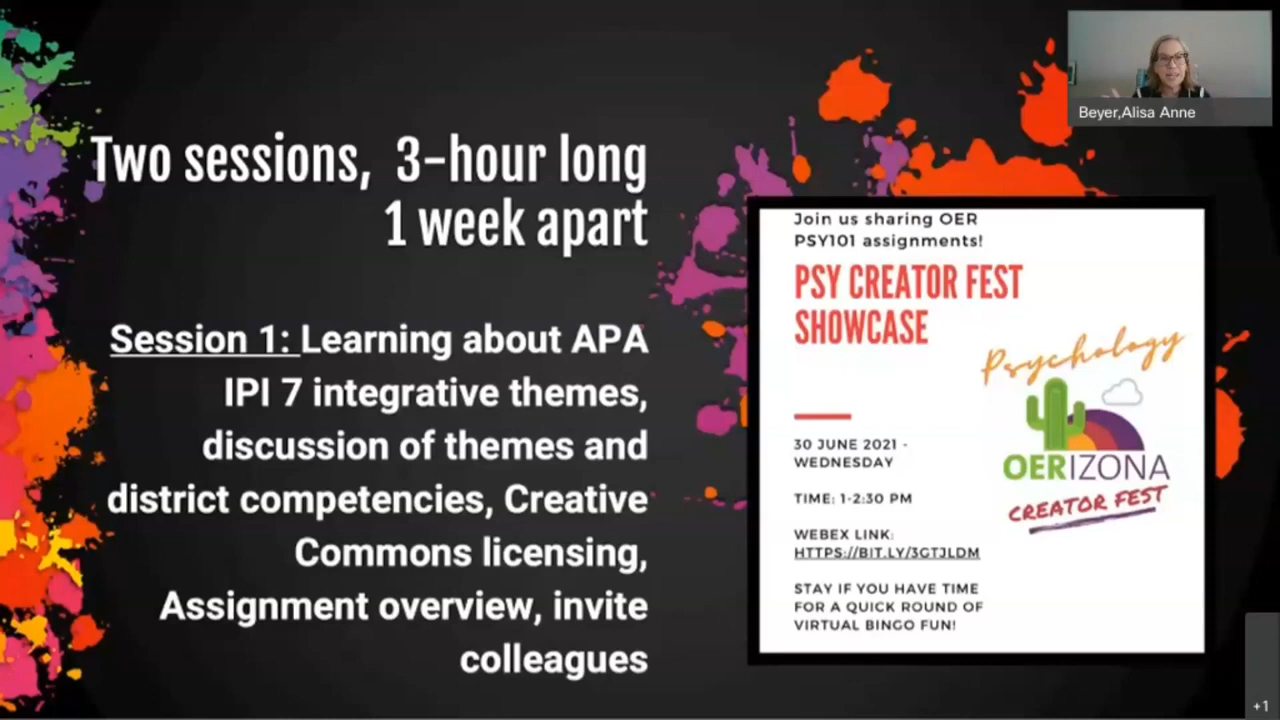 Two sessions, 3-hour long
1 week apart
Session 1: Learning about APA
IPI 7 integrative themes,
discussion of themes and
district competencies, Creative
Commons licensing,
Assignment overview, invite
colleagues
Beyer,Alisa Anne
Join us sharing OER
PSY101 assignments!
PSY CREATOR FEST
SHOWCASE
Psychology
OERIZONA
CREATOR FEST
30 JUNE 2021 -
WEDNESDAY
TIME: 1-2:30 PM
WEBEX LINK:
HTTPS://BIT.LY/3GTJLDM
STAY IF YOU HAVE TIME
FOR A QUICK ROUND OF
VIRTUAL BINGO FUN!
+1